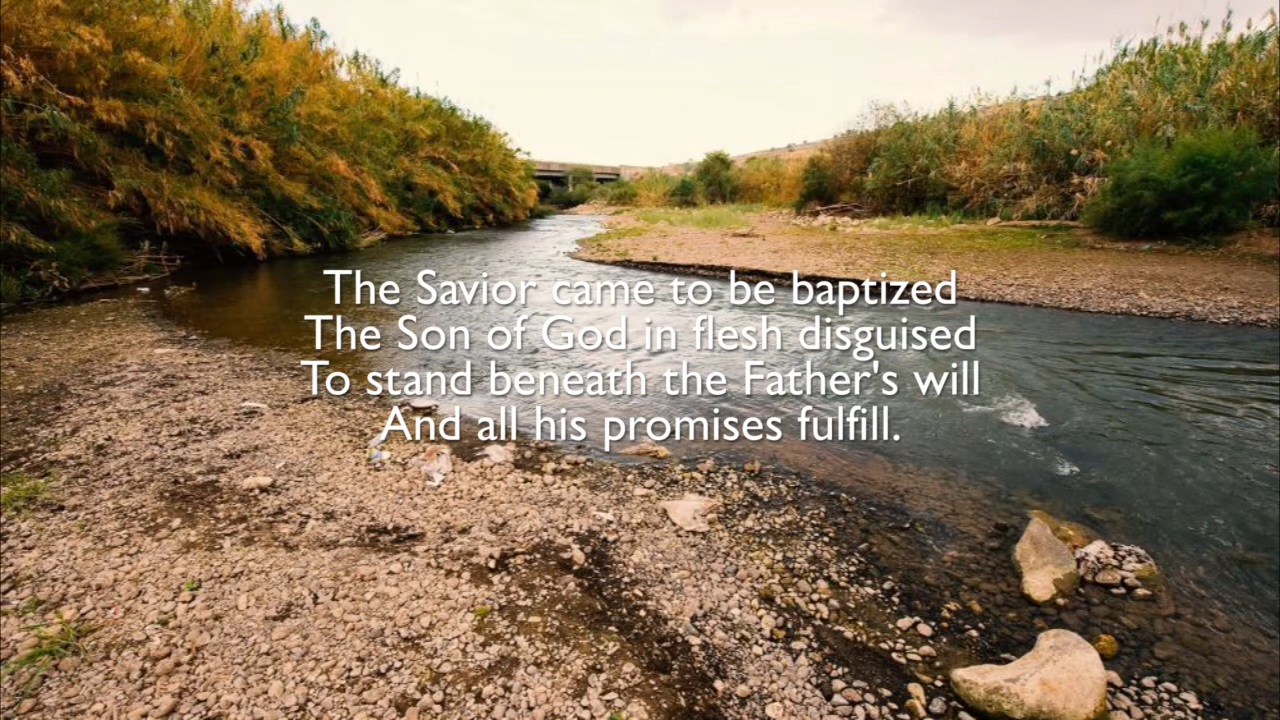 The Savior came to be baptized
The Son of God in flesh disguised
To stand beneath the Father's will
And all his promises fulfill.